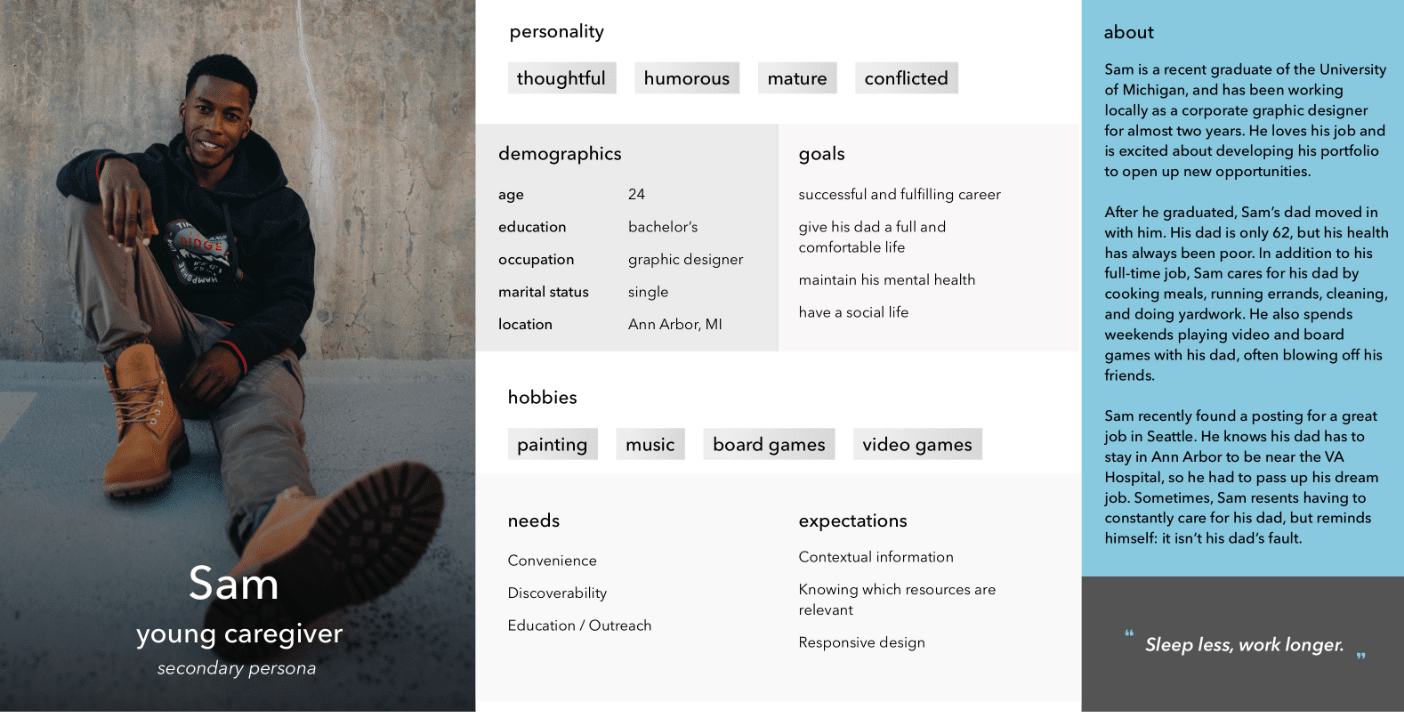 Sam
young caregiver
secondary persona
personality
thoughtful humorous mature conflicted
demographics
age 24
education bachelor’s
occupation graphic designer
marital status single
location Ann Arbor, MI
goals
successful and fulfilling career
give his dad a full and
comfortable life
maintain his mental health
have a social life
hobbies
painting music board games video games
needs
Convenience
Discoverability
Education / Outreach
expectations
Contextual information
Knowing which resources are
relevant
Responsive design
about
Sam is a recent graduate of the University
of Michigan, and has been working
locally as a corporate graphic designer
for almost two years. He loves his job and
is excited about developing his portfolio
to open up new opportunities.
After he graduated, Sam’s dad moved in
with him. His dad is only 62, but his health
has always been poor. In addition to his
full-time job, Sam cares for his dad by
cooking meals, running errands, cleaning,
and doing yardwork. He also spends
weekends playing video and board
games with his dad, often blowing off his
friends.
Sam recently found a posting for a great
job in Seattle. He knows his dad has to
stay in Ann Arbor to be near the VA
Hospital, so he had to pass up his dream
job. Sometimes, Sam resents having to
constantly care for his dad, but reminds
himself: it isn’t his dad’s fault.
“ Sleep less, work longer. ”